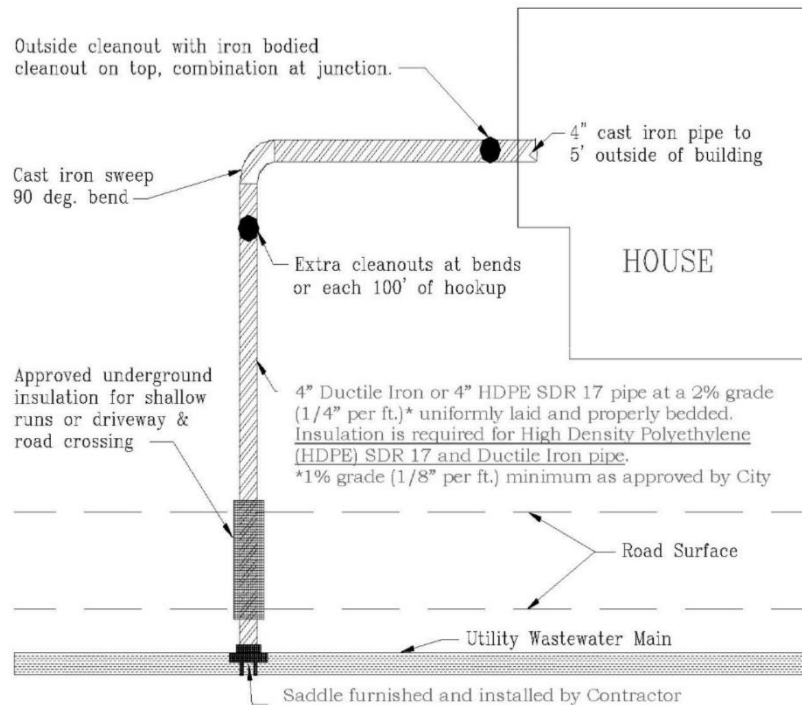 Outside cleanout with iron bodied
cleanout on top, combination at junction.
4" cast iron pipe to
5' outside of building
Cast iron sweep
90 deg. bend
HOUSE
Extra cleanouts at bends
or each 100' of hookup
Approved underground
insulation for shallow
runs or driveway &
road crossing
4" Ductile Iron or 4" HDPE SDR 17 pipe at a 2% grade
(1/4" per ft.)* uniformly laid and properly bedded.
Insulation is required for High Density Polyethylene
(HDPE) SDR 17 and Ductile Iron pipe.
*1% grade (1/8" per ft.) minimum as approved by City
Road Surface
Utility Wastewater Main
Saddle furnished and installed by Contractor